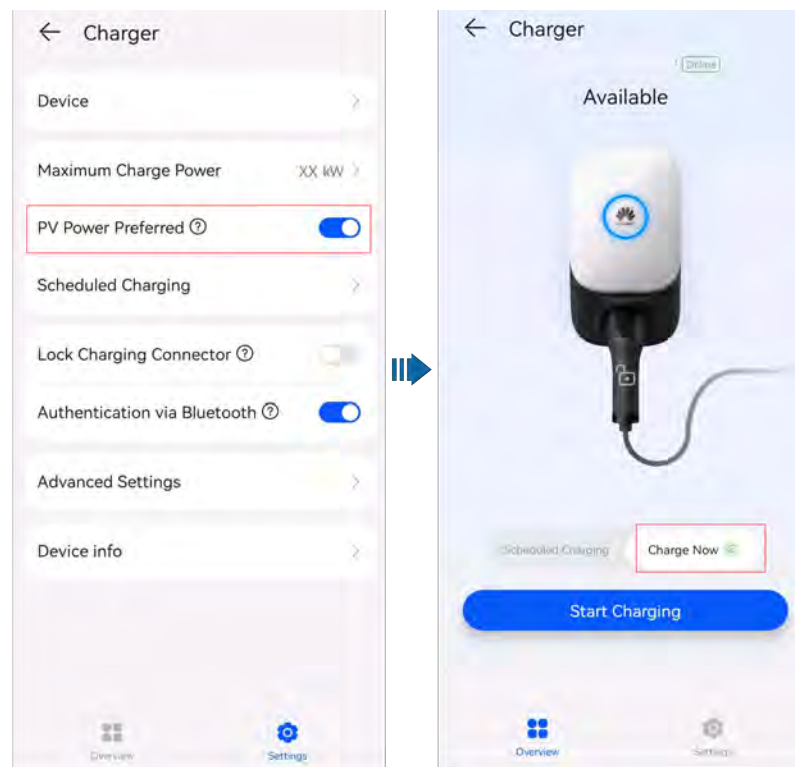 Charger
Device
Maximum Charge Power XX kW
PV Power Preferred
Scheduled Charging
Lock Charging Connector
Authentication via Bluetooth
Advanced Settings
Device info
Overview Settings
Charger
Online
Available
Scheduled Charging Charge Now
Start Charging
Overview Settings